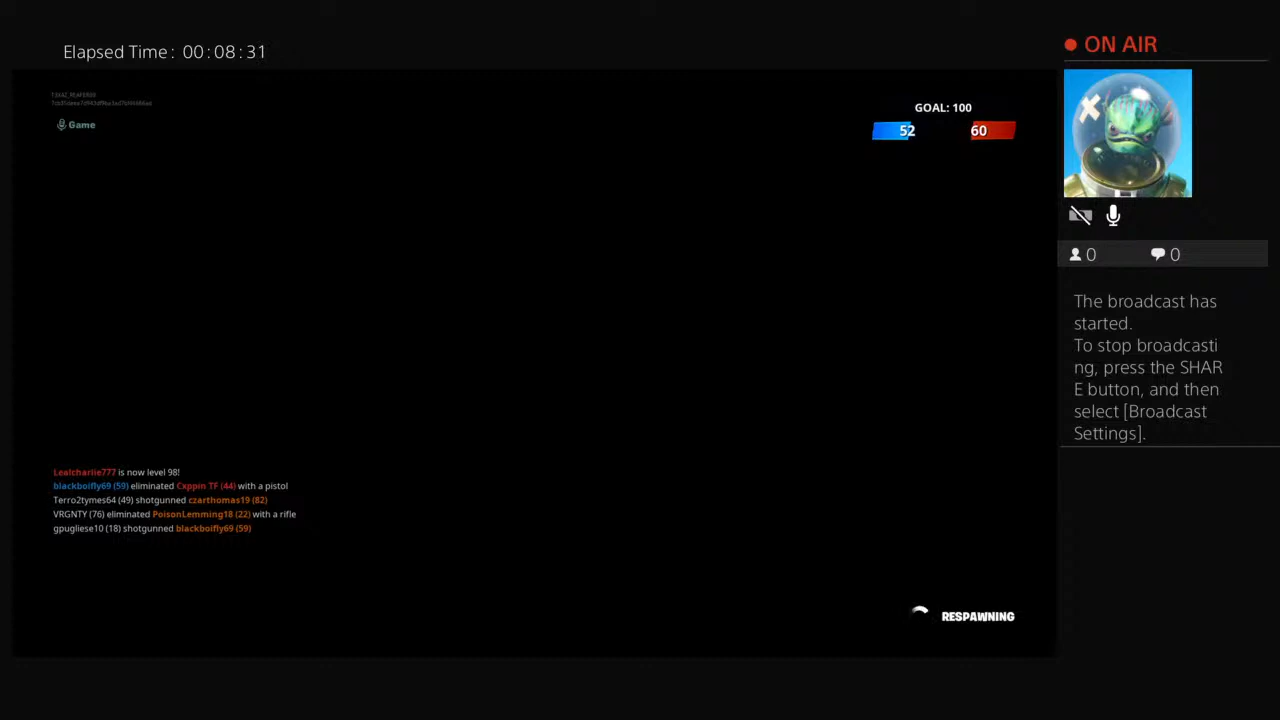 Elapsed Time: 00:08:31
ON AIR
GOAL: 100
52
60
Game
0
0
The broadcast has
started.
To stop broadcasti
ng, press the SHAR
E button, and then
select [Broadcast
Settings].
Lealcharlie777 is now level 98!
blackboifly69 (59) eliminated Cxppin TF (44) with a pistol
Terro2tymes64 (49) shotgunned czarthomas19 (82)
VRGNTY (76) eliminated PoisonLemming18 (22) with a rifle
gpugliese10 (18) shotgunned blackboifly69 (59)
RESPAWNING